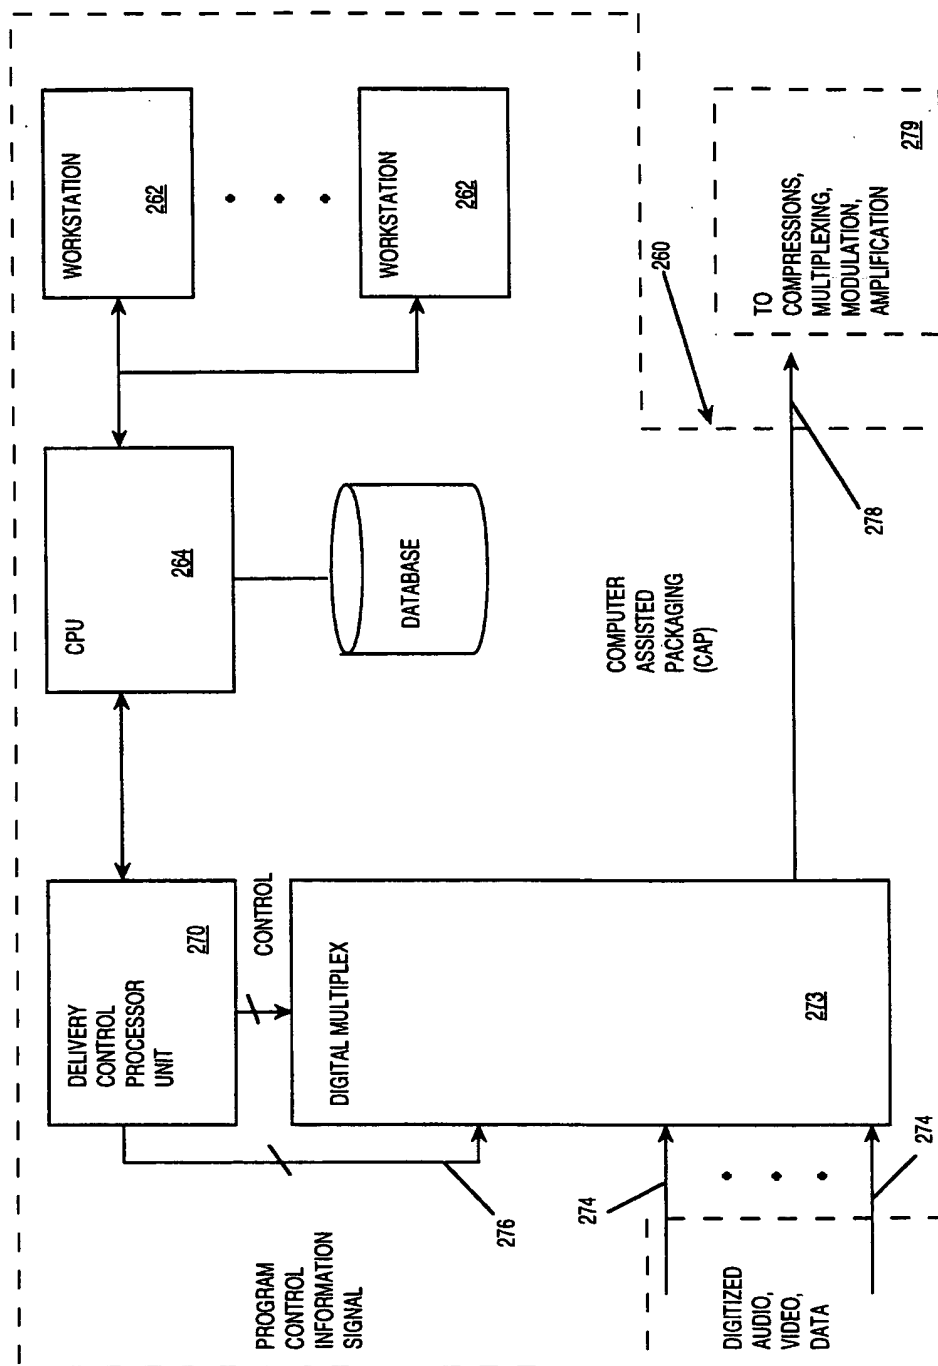 PROGRAM
CONTROL
INFORMATION
SIGNAL
276
DELIVERY
CONTROL
PROCESSOR
UNIT
270
CONTROL
CPU
264
DATABASE
WORKSTATION
262
WORKSTATION
262
DIGITIZED
AUDIO,
VIDEO,
DATA
274
274
DIGITAL MULTIPLEX
273
COMPUTER
ASSISTED
PACKAGING
(CAP)
260
278
TO
COMPRESSIONS,
MULTIPLEXING,
MODULATION,
AMPLIFICATION
279